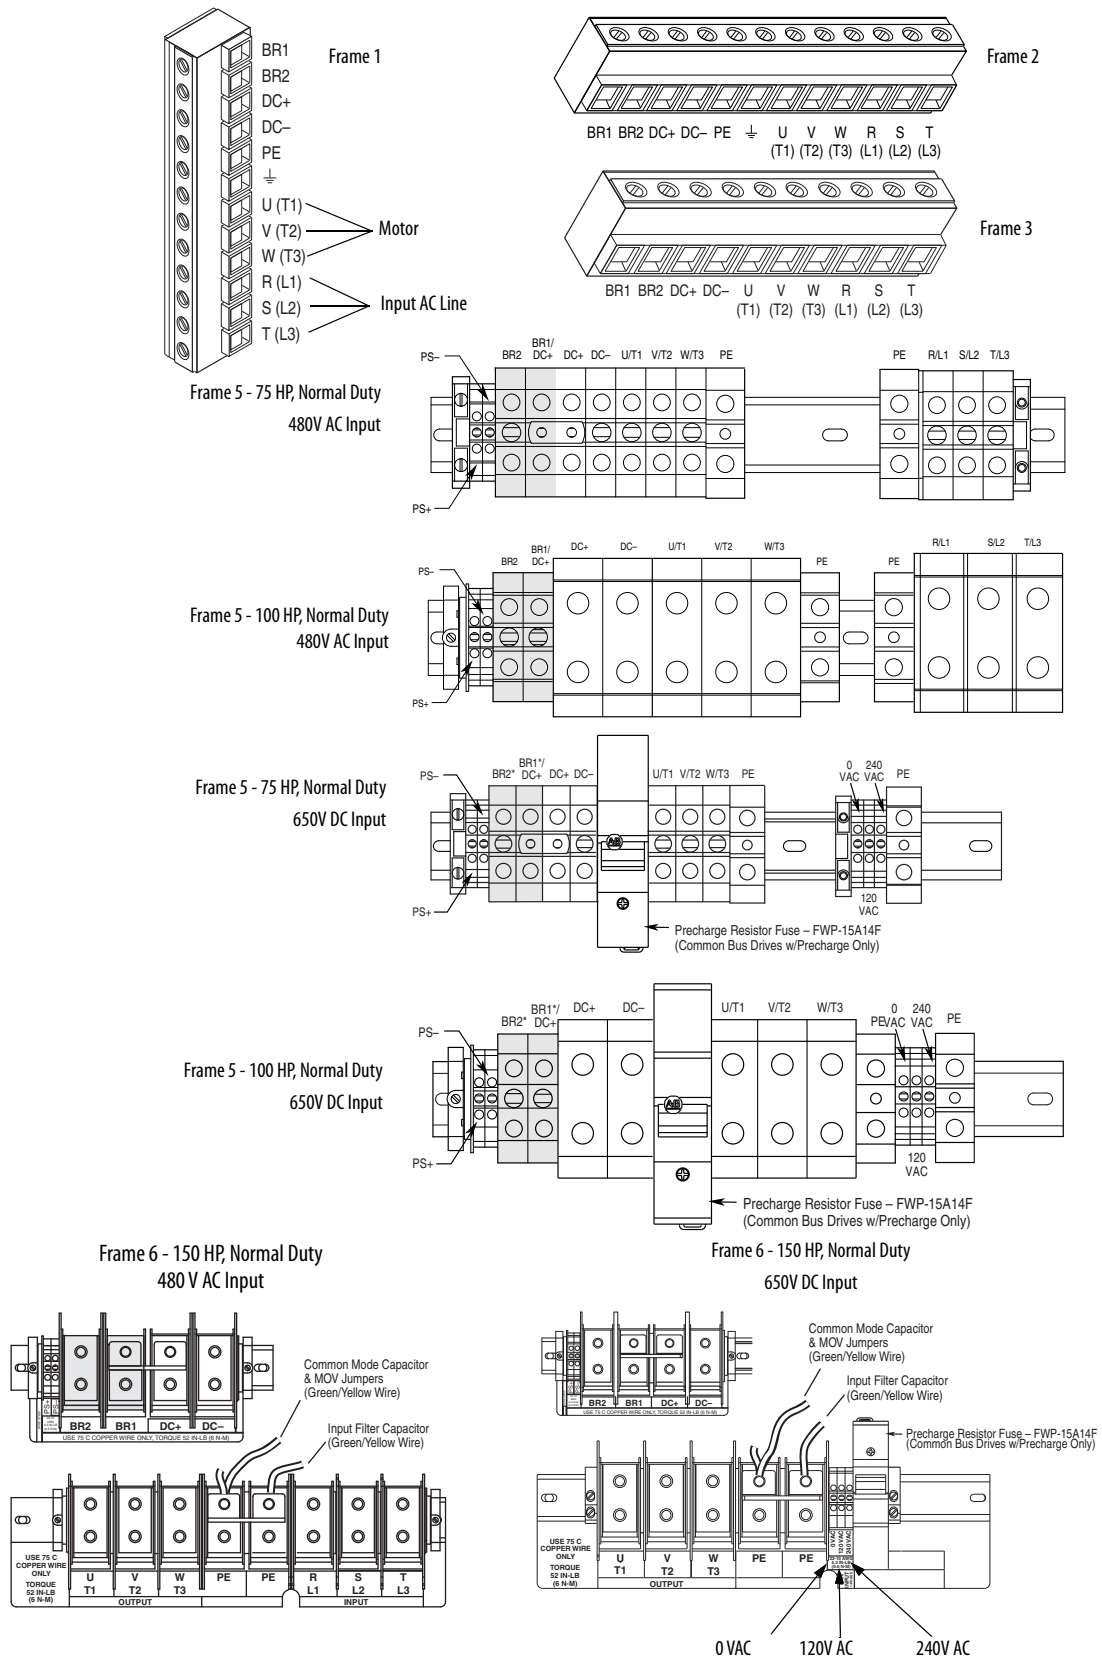 BR1
BR2
DC+
DC–
PE
U (T1)
V (T2)
W (T3)
R (L1)
S (L2)
T (L3)
Frame 1
Motor
Input AC Line
Frame 2
BR1 BR2 DC+ DC– PE U V W R S T
(T1) (T2) (T3) (L1) (L2) (L3)
Frame 3
BR1 BR2 DC+ DC– U V W R S T
(T1) (T2) (T3) (L1) (L2) (L3)
Frame 5 - 75 HP, Normal Duty
480V AC Input
PS–
BR2 BR1/ DC+ DC– U/T1 V/T2 W/T3 PE PE R/L1 S/L2 T/L3
DC+
PS+
Frame 5 - 100 HP, Normal Duty
480V AC Input
PS–
BR2 BR1/ DC+ DC– U/T1 V/T2 W/T3 PE PE R/L1 S/L2 T/L3
DC+
PS+
Frame 5 - 75 HP, Normal Duty
650V DC Input
PS–
BR2* BR1*/ DC+ DC– U/T1 V/T2 W/T3 PE 0 240 PE
DC+ VAC VAC
A-B
PS+
120
VAC
Precharge Resistor Fuse – FWP-15A14F
(Common Bus Drives w/Precharge Only)
Frame 5 - 100 HP, Normal Duty
650V DC Input
PS–
BR2* BR1*/ DC+ DC– U/T1 V/T2 W/T3 PE 0 240 PE
DC+ VAC VAC
A-B
PS+
120
VAC
Precharge Resistor Fuse – FWP-15A14F
(Common Bus Drives w/Precharge Only)
Frame 6 - 150 HP, Normal Duty
480 V AC Input
BR2 BR1 DC+ DC–
USE 75 C COPPER WIRE ONLY, TORQUE 52 IN-LB (6 N-M)
Common Mode Capacitor
& MOV Jumpers
(Green/Yellow Wire)
Input Filter Capacitor
(Green/Yellow Wire)
USE 75 C
COPPER WIRE
ONLY
TORQUE
52 IN-LB
(6 N-M)
U V W PE PE R S T
T1 T2 T3 L1 L2 L3
OUTPUT INPUT
Frame 6 - 150 HP, Normal Duty
650V DC Input
BR2 BR1 DC+ DC–
USE 75 C COPPER WIRE ONLY, TORQUE 52 IN-LB (6 N-M)
Common Mode Capacitor
& MOV Jumpers
(Green/Yellow Wire)
Input Filter Capacitor
(Green/Yellow Wire)
Precharge Resistor Fuse – FWP-15A14F
(Common Bus Drives w/Precharge Only)
USE 75 C
COPPER WIRE
ONLY
TORQUE
52 IN-LB
(6 N-M)
U V W PE PE
T1 T2 T3
OUTPUT
0VAC
120VAC
240VAC
0 VAC 120V AC 240V AC